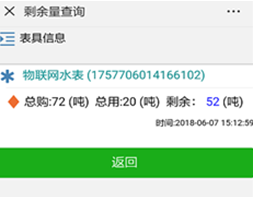 剩余量查询
表具信息
物联网水表 (1757706014166102)
总购:72 (吨) 总用:20 (吨) 剩余: 52 (吨)
时间:2018-06-07 15:12:59
返回